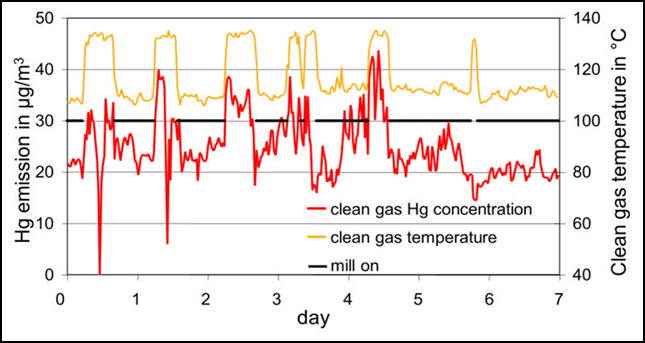 Hg emission in µg/m³
50
40
30
20
10
0
140
120
100
80
60
40
Clean gas temperature in °C
clean gas Hg concentration
clean gas temperature
mill on
0 1 2 3 4 5 6 7
day